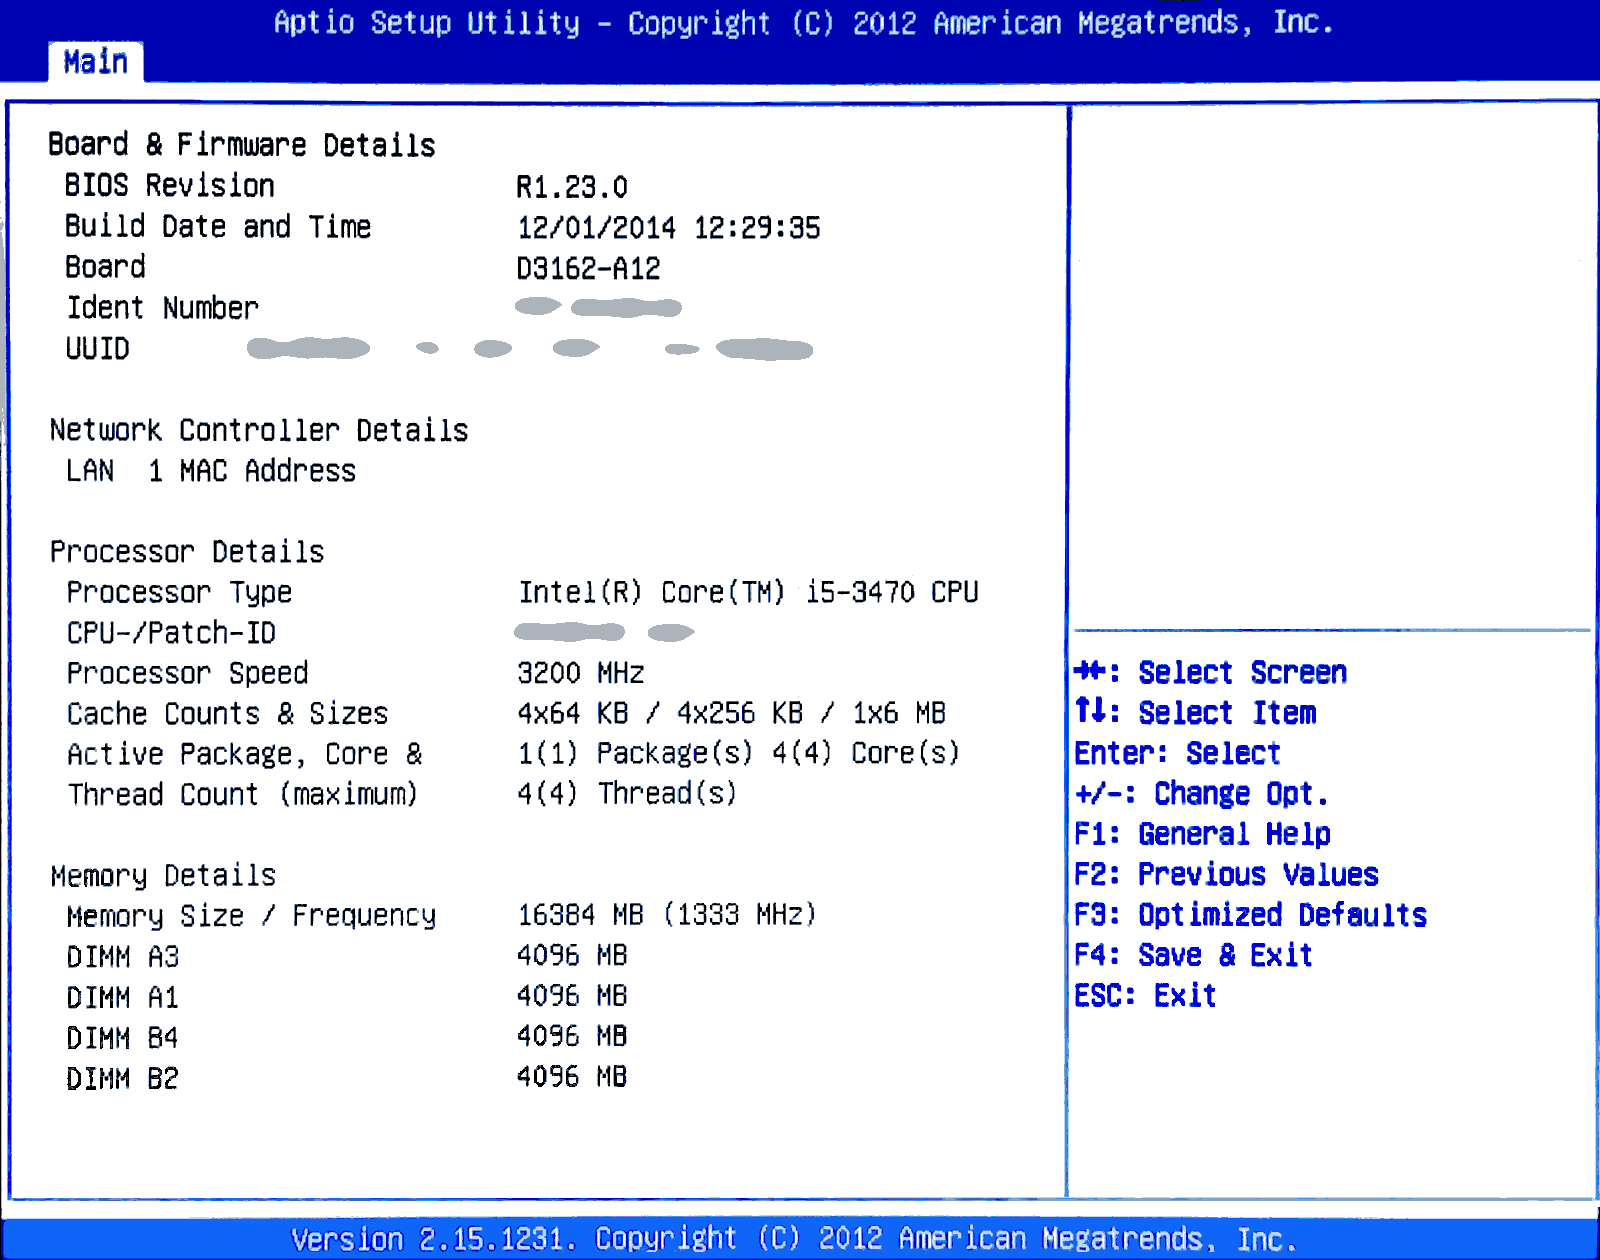 Aptio Setup Utility - Copyright (C) 2012 American Megatrends, Inc.
Main
Board & Firmware Details
BIOS Revision R1.23.0
Build Date and Time 12/01/2014 12:29:35
Board D3162-A12
Ident Number
UUID
Network Controller Details
LAN 1 MAC Address
Processor Details
Processor Type Intel(R) Core(TM) i5-3470 CPU
CPU-/Patch-ID
Processor Speed 3200 MHz
Cache Counts & Sizes 4x64 KB / 4x256 KB / 1x6 MB
Active Package, Core & 1(1) Package(s) 4(4) Core(s)
Thread Count (maximum) 4(4) Thread(s)
Memory Details
Memory Size / Frequency 16384 MB (1333 MHz)
DIMM A3 4096 MB
DIMM A1 4096 MB
DIMM B4 4096 MB
DIMM B2 4096 MB
→←: Select Screen
↑↓: Select Item
Enter: Select
+/-: Change Opt.
F1: General Help
F2: Previous Values
F3: Optimized Defaults
F4: Save & Exit
ESC: Exit
Version 2.15.1231. Copyright (C) 2012 American Megatrends, Inc.